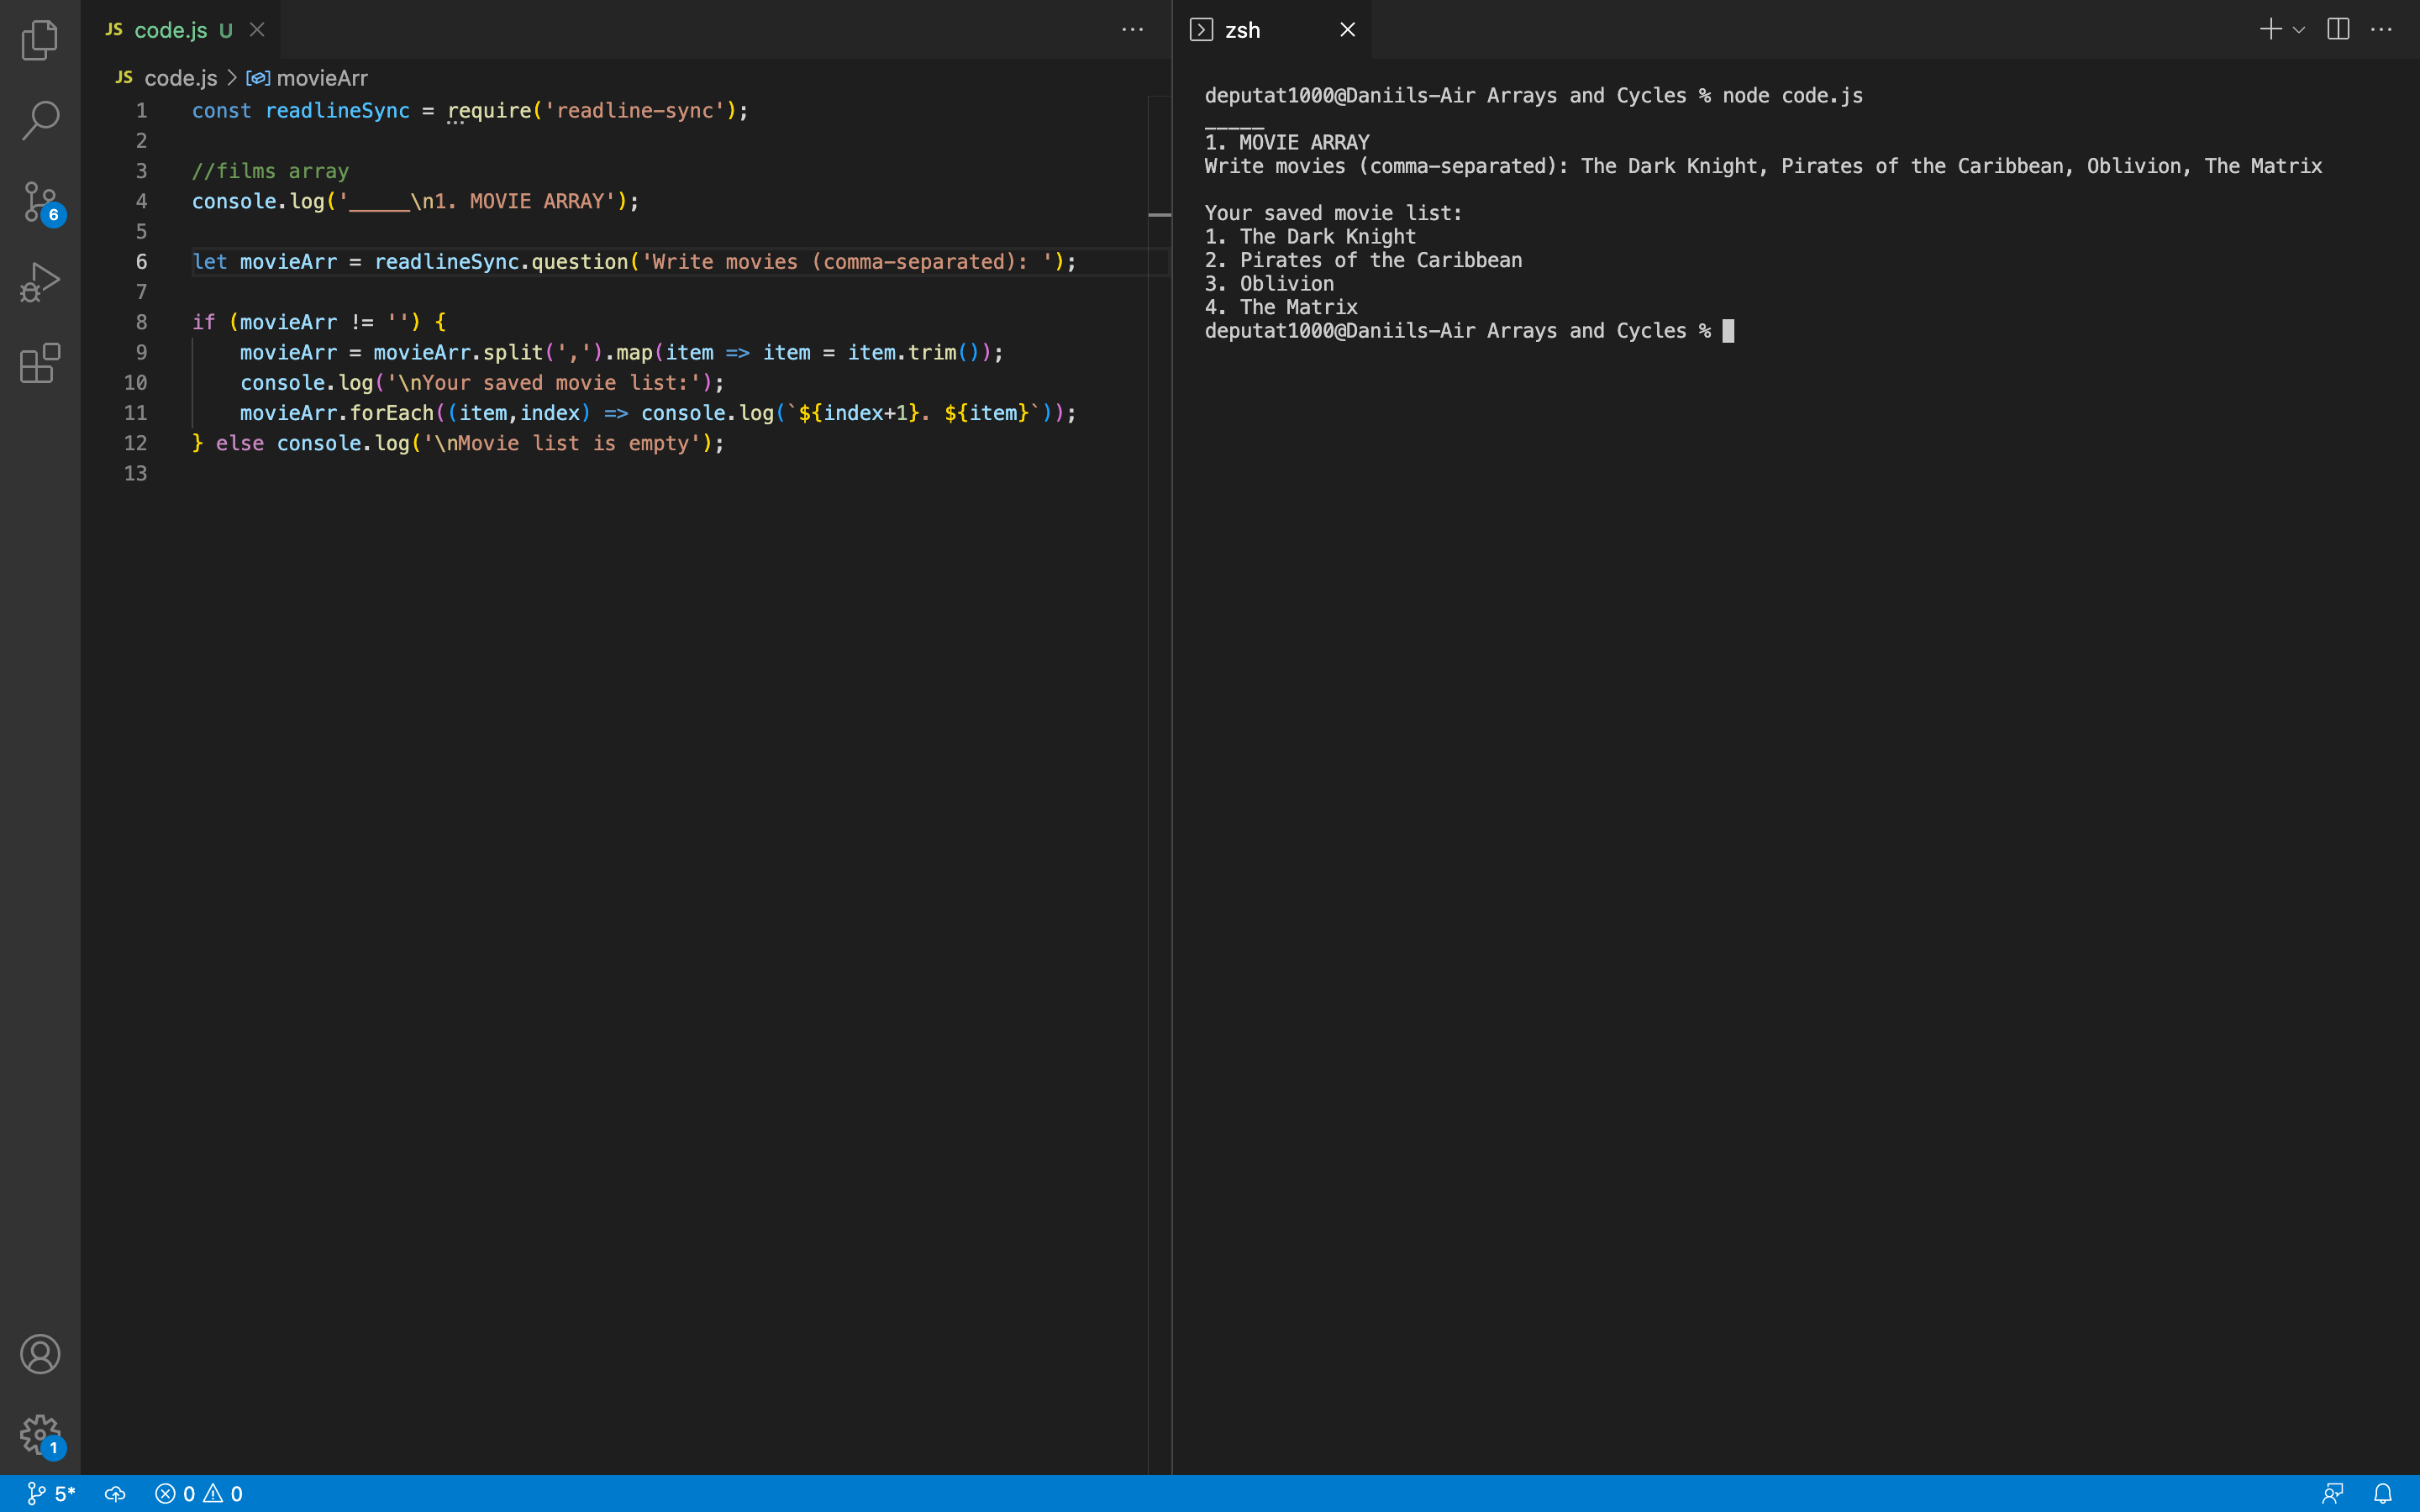 JS code.js U
JS code.js > movieArr
1 const readlineSync = require('readline-sync');
2
3 //films array
4 console.log('_____\n1. MOVIE ARRAY');
5
6 let movieArr = readlineSync.question('Write movies (comma-separated): ');
7
8 if (movieArr != '') {
9     movieArr = movieArr.split(',').map(item => item = item.trim());
10     console.log('\nYour saved movie list:');
11     movieArr.forEach((item,index) => console.log(`${index+1}. ${item}`));
12 } else console.log('\nMovie list is empty');
13
zsh
deputat1000@Daniils-Air Arrays and Cycles % node code.js
_____
1. MOVIE ARRAY
Write movies (comma-separated): The Dark Knight, Pirates of the Caribbean, Oblivion, The Matrix
Your saved movie list:
1. The Dark Knight
2. Pirates of the Caribbean
3. Oblivion
4. The Matrix
deputat1000@Daniils-Air Arrays and Cycles %
6
1
5* 0 0